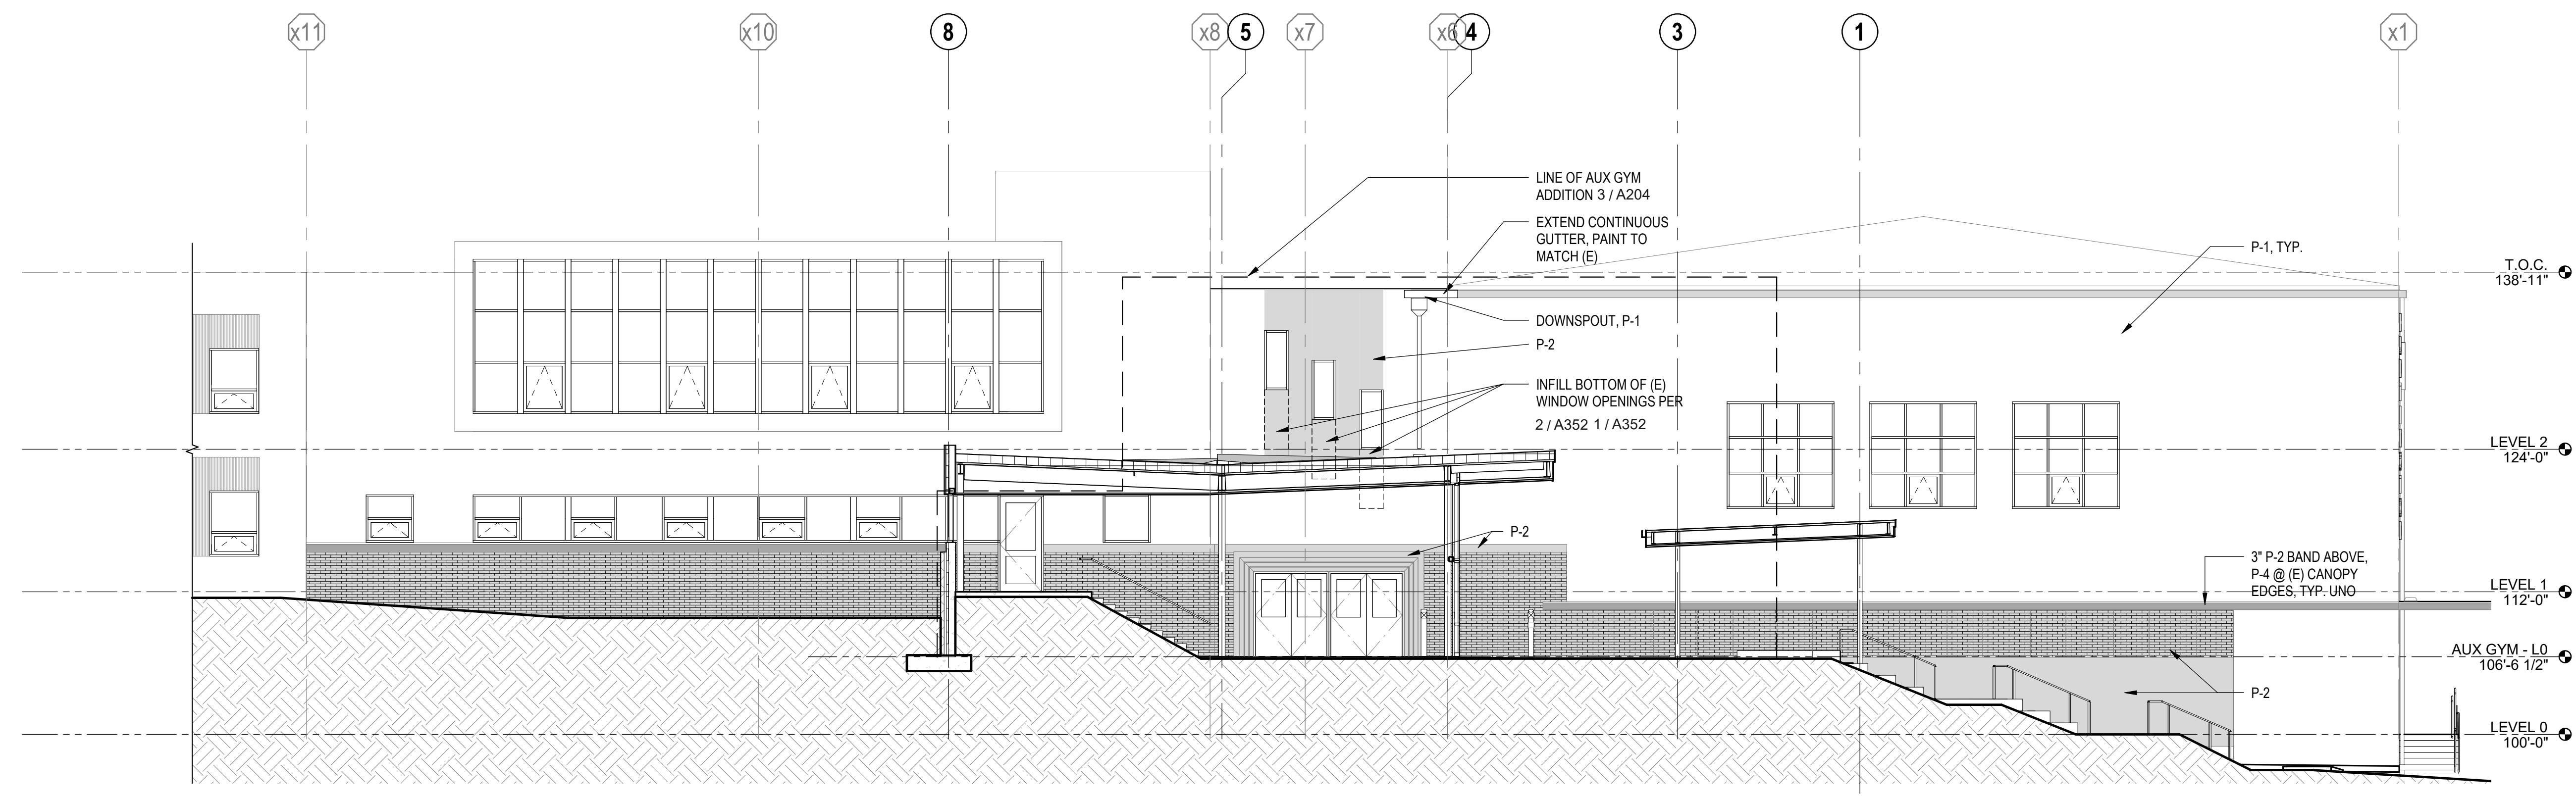 x11
x10
8
x8
5
x7
x6
4
3
1
x1
LINE OF AUX GYM
ADDITION 3 / A204
EXTEND CONTINUOUS
GUTTER, PAINT TO
MATCH (E)
P-1, TYP.
T.O.C.
138'-11"
DOWNSPOUT, P-1
P-2
INFILL BOTTOM OF (E)
WINDOW OPENINGS PER
2 / A352 1 / A352
LEVEL 2
124'-0"
P-2
3" P-2 BAND ABOVE,
P-4 @ (E) CANOPY
EDGES, TYP. UNO
LEVEL 1
112'-0"
AUX GYM - L0
106'-6 1/2"
P-2
LEVEL 0
100'-0"